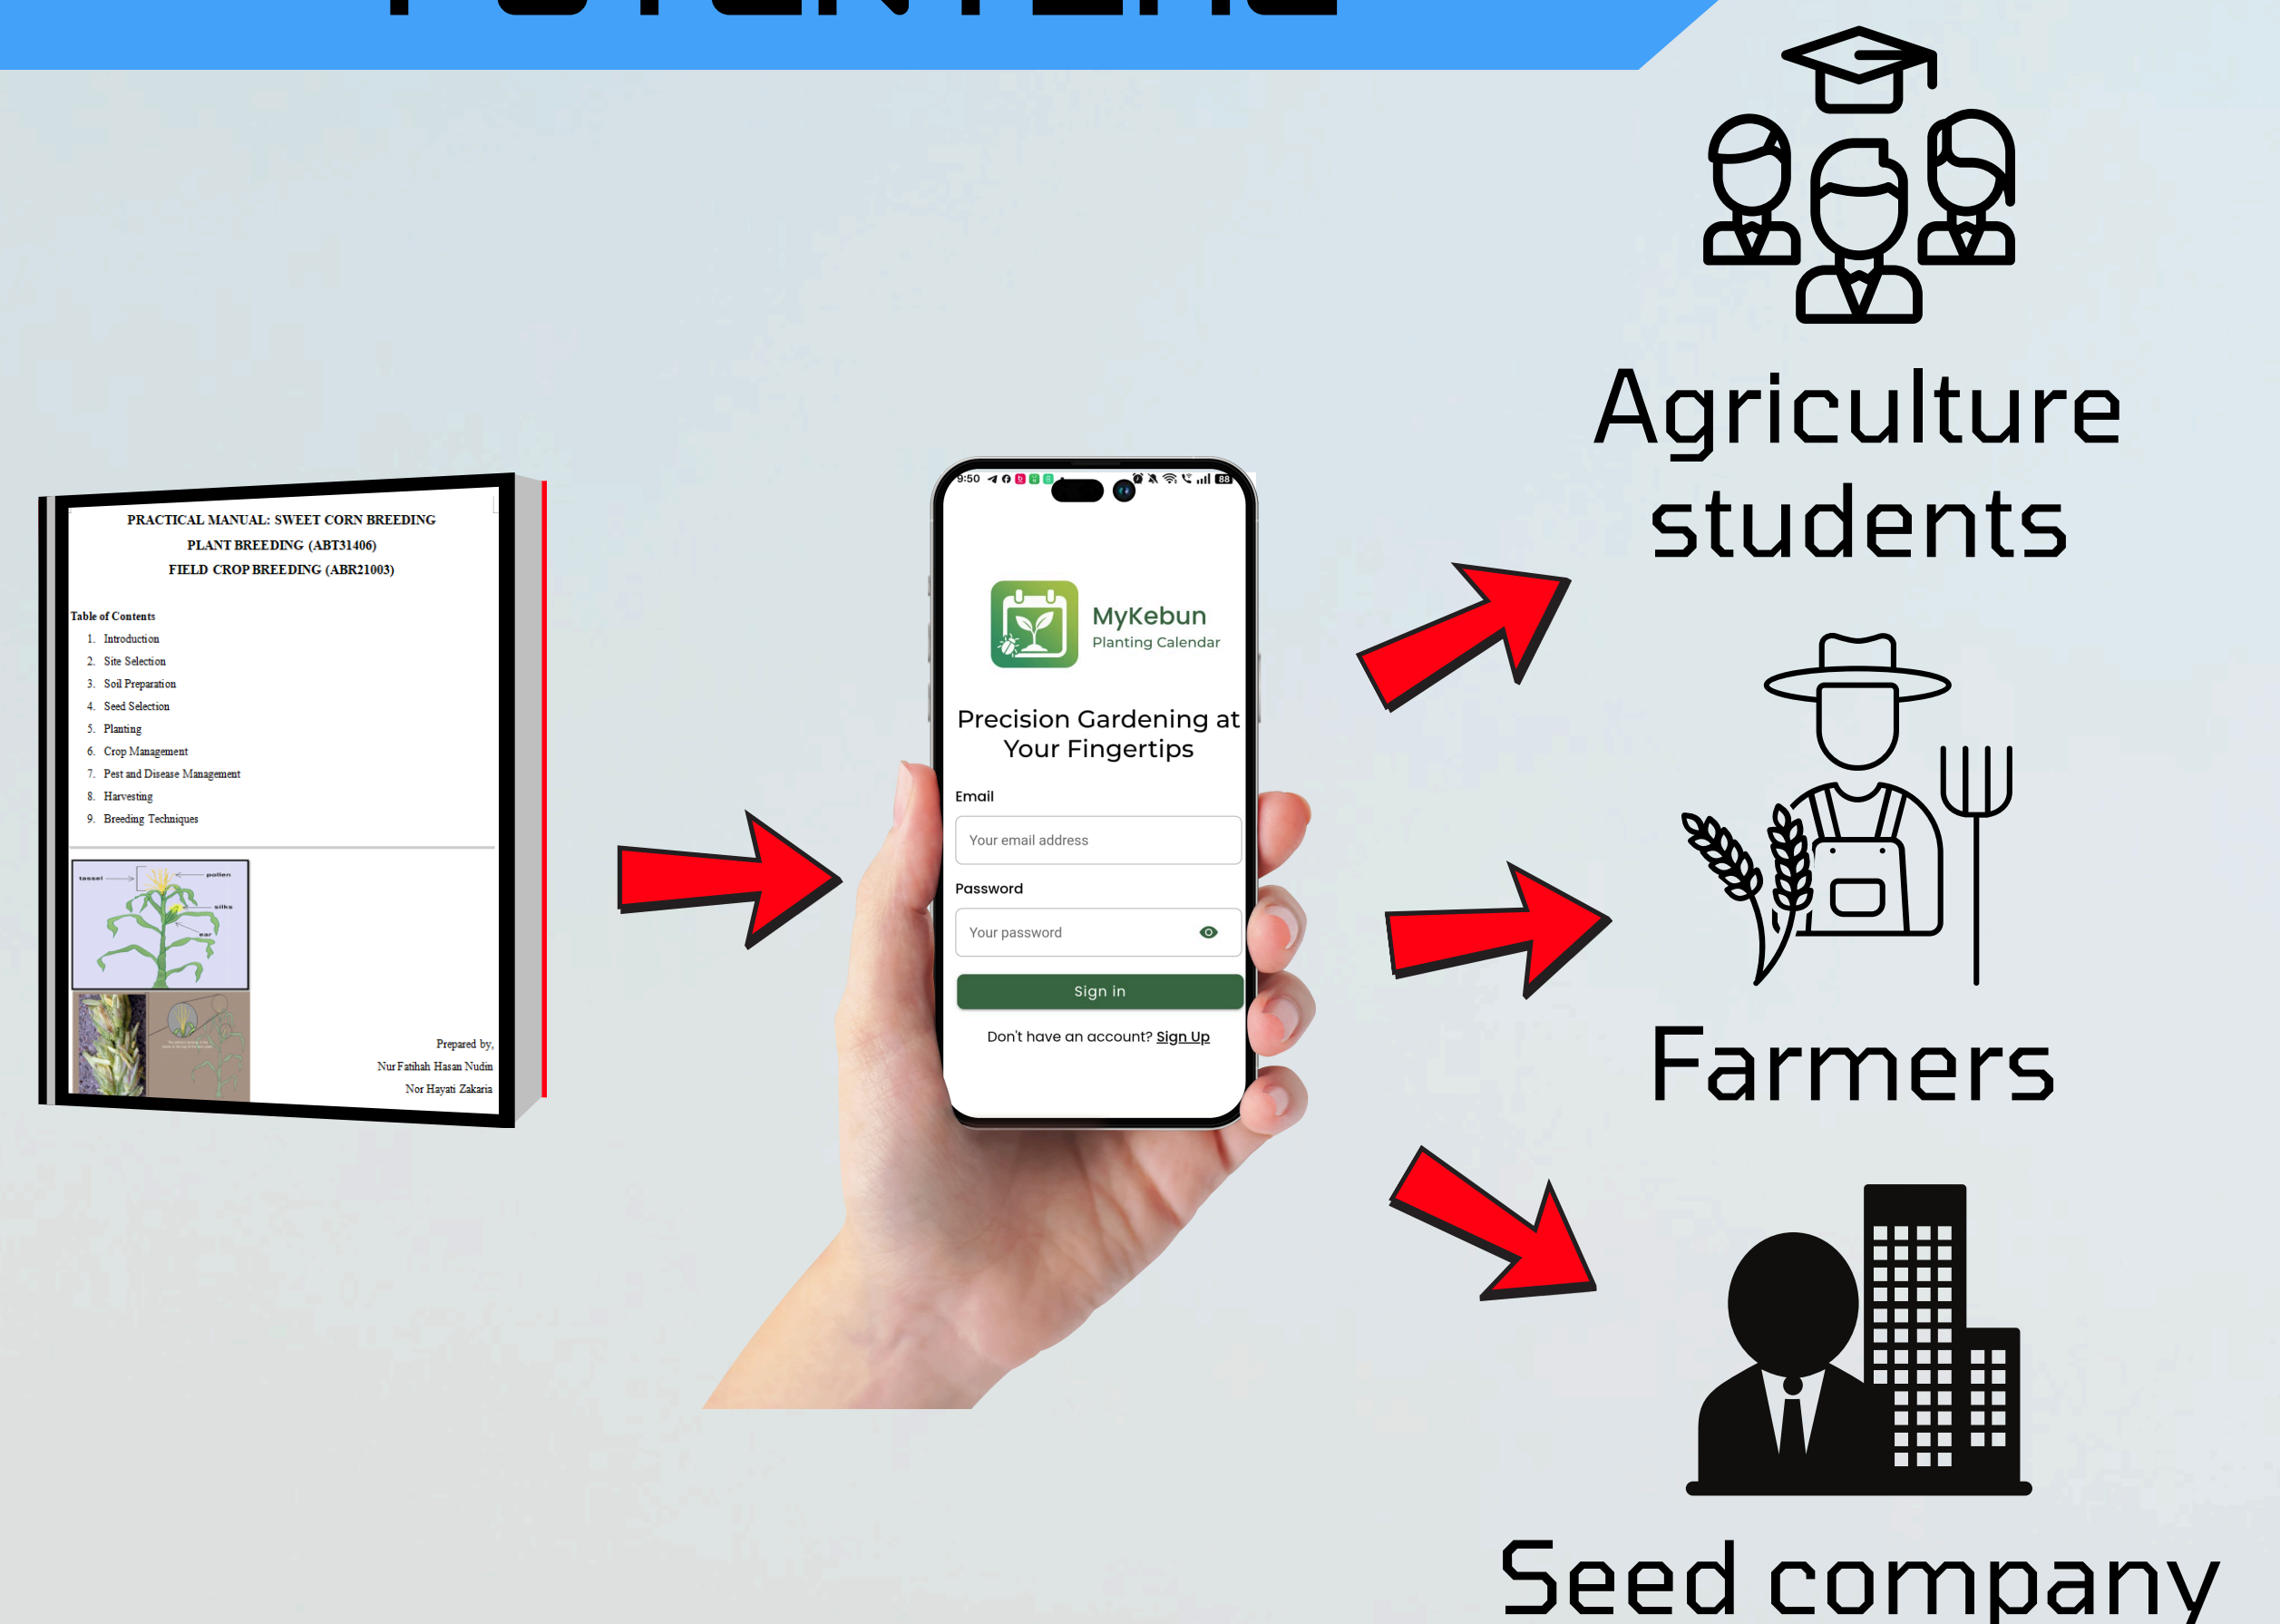 PRACTICAL MANUAL: SWEET CORN BREEDING
PLANT BREEDING (ABT31406)
FIELD CROP BREEDING (ABR21003)
Table of Contents
1. Introduction
2. Site Selection
3. Soil Preparation
4. Seed Selection
5. Planting
6. Crop Management
7. Pest and Disease Management
8. Harvesting
9. Breeding Techniques
tassel
pollen
silks
ear
Prepared by,
Nur Fatihah Hasan Nudin
Nor Hayati Zakaria
9:50
88
MyKebun
Planting Calendar
Precision Gardening at
Your Fingertips
Email
Your email address
Password
Your password
Sign in
Don't have an account? Sign Up
Agriculture
students
Farmers
Seed company